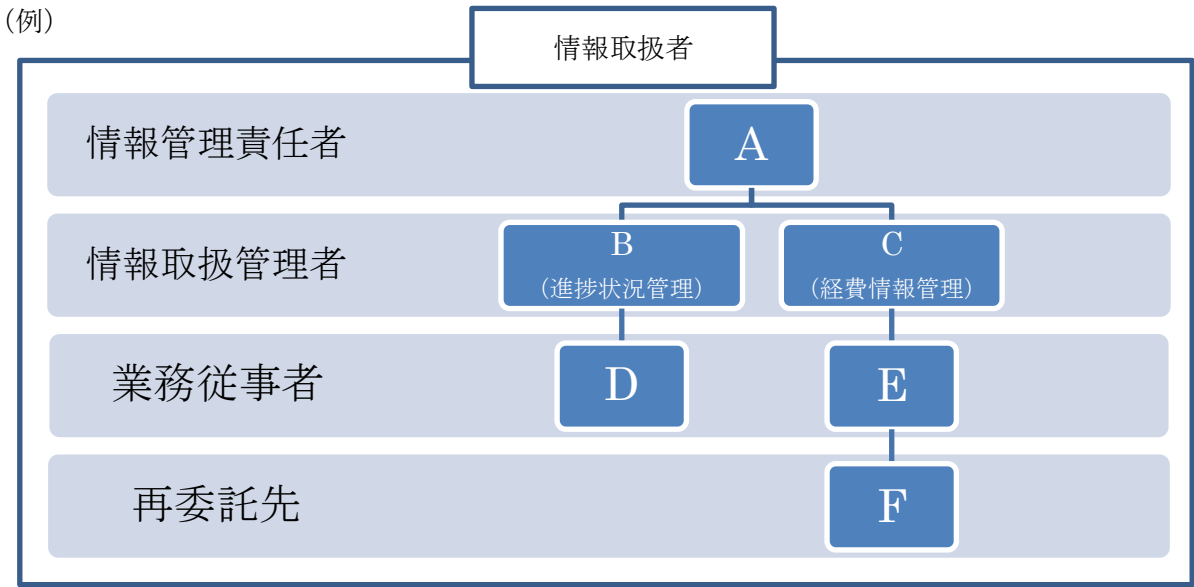 (例)
情報取扱者
情報管理責任者
A
情報取扱管理者
B
(進捗状況管理)
C
(経費情報管理)
業務従事者
D
E
再委託先
F